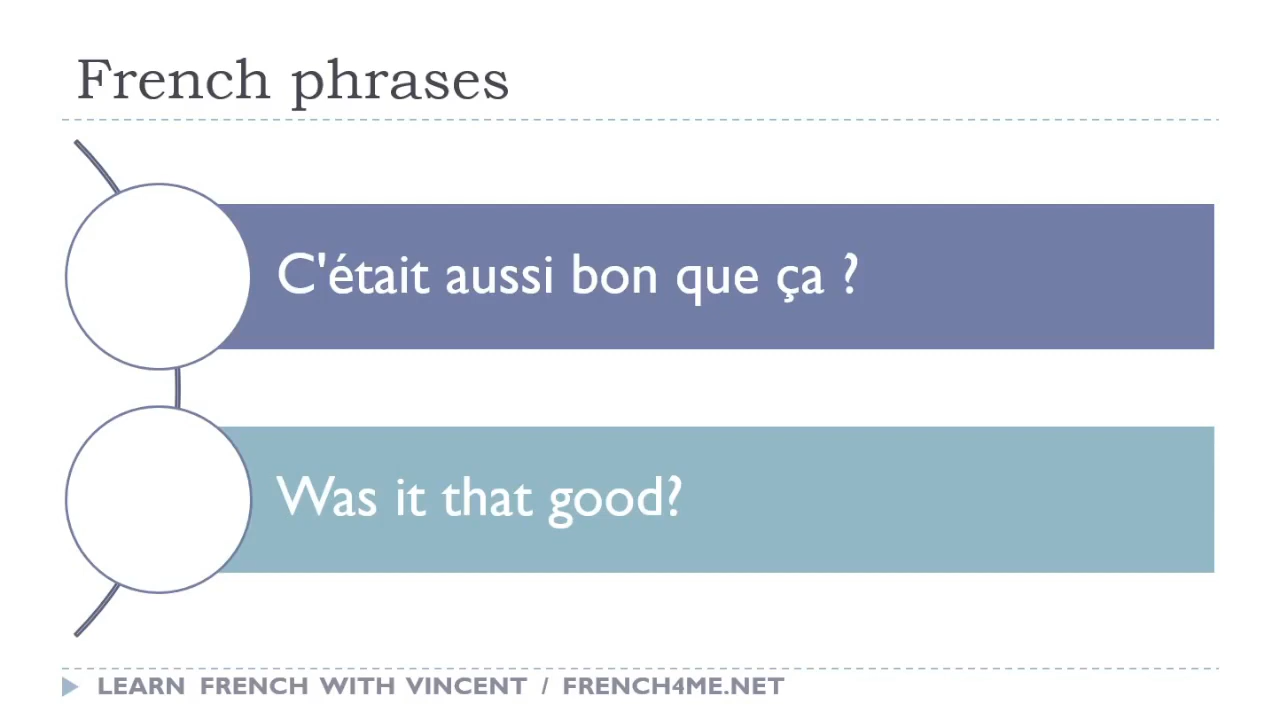 French phrases
C'était aussi bon que ça ?
Was it that good?
LEARN FRENCH WITH VINCENT / FRENCH4ME.NET